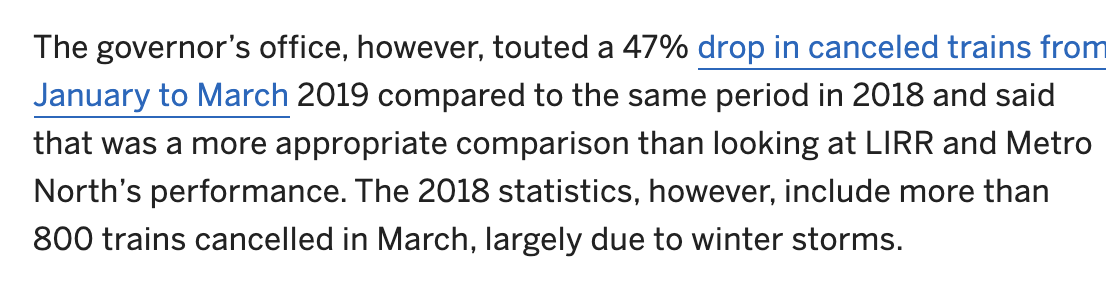 The governor’s office, however, touted a 47% drop in canceled trains from
January to March 2019 compared to the same period in 2018 and said
that was a more appropriate comparison than looking at LIRR and Metro
North’s performance. The 2018 statistics, however, include more than
800 trains cancelled in March, largely due to winter storms.